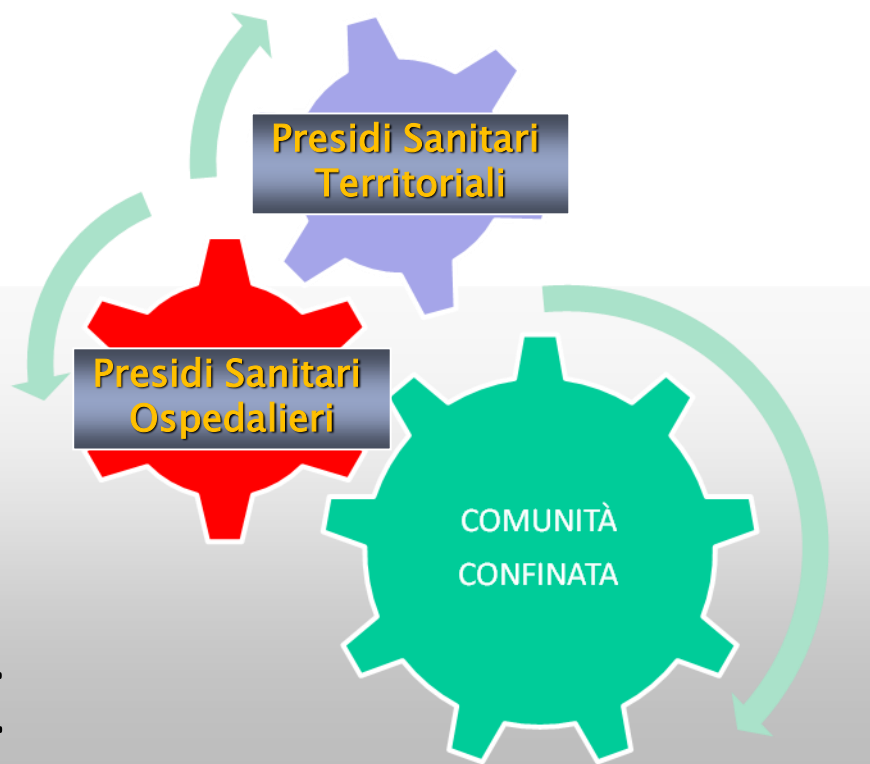 Presidi Sanitari
Territoriali
Presidi Sanitari
Ospedalieri
COMUNITÀ
CONFINATA